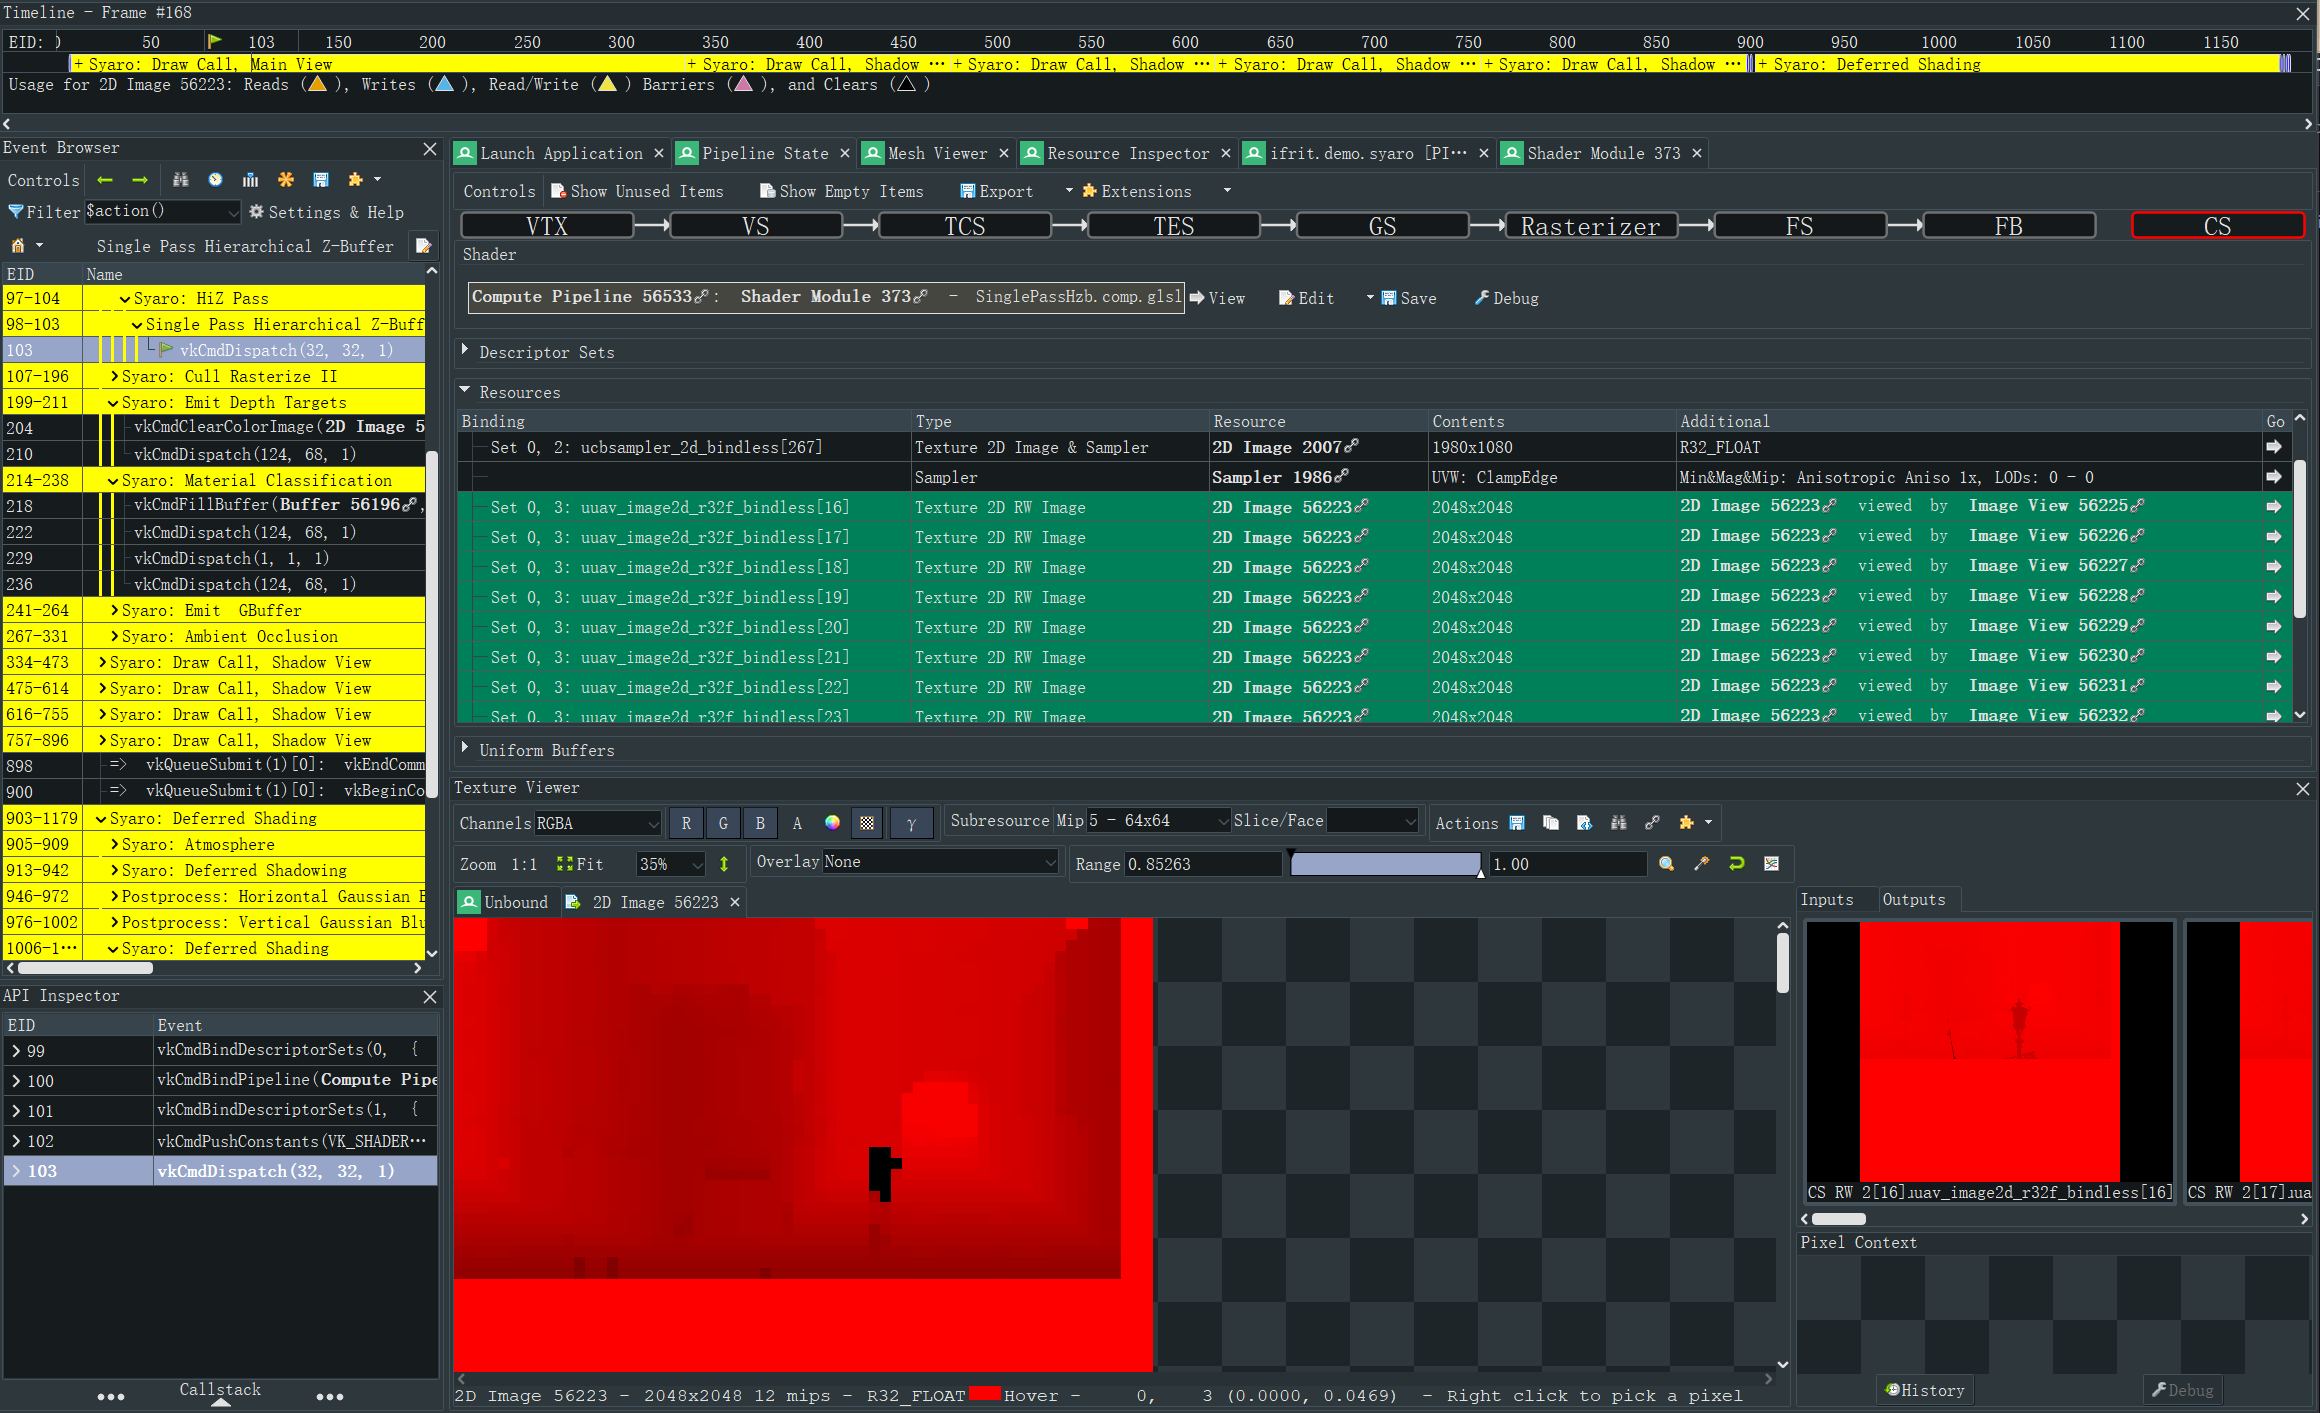 Timeline - Frame #168
EID: 0 50 103 150 200 250 300 350 400 450 500 550 600 650 700 750 800 850 900 950 1000 1050 1100 1150
+ Syaro: Draw Call, Main View + Syaro: Draw Call, Shadow ··· + Syaro: Draw Call, Shadow ··· + Syaro: Draw Call, Shadow ··· + Syaro: Draw Call, Shadow ··· + Syaro: Deferred Shading
Usage for 2D Image 56223: Reads ( ), Writes ( ), Read/Write ( ) Barriers ( ), and Clears ( )
Event Browser
Controls
Filter $action() Settings & Help
Single Pass Hierarchical Z-Buffer
EID Name
97-104 Syaro: HiZ Pass
98-103 Single Pass Hierarchical Z-Buff
103 vkCmdDispatch(32, 32, 1)
107-196 Syaro: Cull Rasterize II
199-211 Syaro: Emit Depth Targets
204 vkCmdClearColorImage(2D Image 5
210 vkCmdDispatch(124, 68, 1)
214-238 Syaro: Material Classification
218 vkCmdFillBuffer(Buffer 56196,
222 vkCmdDispatch(124, 68, 1)
229 vkCmdDispatch(1, 1, 1)
236 vkCmdDispatch(124, 68, 1)
241-264 Syaro: Emit  GBuffer
267-331 Syaro: Ambient Occlusion
334-473 Syaro: Draw Call, Shadow View
475-614 Syaro: Draw Call, Shadow View
616-755 Syaro: Draw Call, Shadow View
757-896 Syaro: Draw Call, Shadow View
898 => vkQueueSubmit(1)[0]: vkEndComm
900 => vkQueueSubmit(1)[0]: vkBeginCo
903-1179 Syaro: Deferred Shading
905-909 Syaro: Atmosphere
913-942 Syaro: Deferred Shadowing
946-972 Postprocess: Horizontal Gaussian B
976-1002 Postprocess: Vertical Gaussian Blu
1006-1··· Syaro: Deferred Shading
API Inspector
EID Event
99 vkCmdBindDescriptorSets(0, {
100 vkCmdBindPipeline(Compute Pipe
101 vkCmdBindDescriptorSets(1, {
102 vkCmdPushConstants(VK_SHADER···
103 vkCmdDispatch(32, 32, 1)
Callstack
Launch Application × Pipeline State × Mesh Viewer × Resource Inspector × ifrit.demo.syaro [PI··· × Shader Module 373 ×
Controls Show Unused Items Show Empty Items Export Extensions
VTX VS TCS TES GS Rasterizer FS FB CS
Shader
Compute Pipeline 56533: Shader Module 373 - SinglePassHzb.comp.glsl View Edit Save Debug
Descriptor Sets
Resources
Binding Type Resource Contents Additional Go
Set 0, 2: ucbsampler_2d_bindless[267] Texture 2D Image & Sampler 2D Image 2007 1980x1080 R32_FLOAT
Sampler Sampler 1986 UVW: ClampEdge Min&Mag&Mip: Anisotropic Aniso 1x, LODs: 0 - 0
Set 0, 3: uuav_image2d_r32f_bindless[16] Texture 2D RW Image 2D Image 56223 2048x2048 2D Image 56223 viewed by Image View 56225
Set 0, 3: uuav_image2d_r32f_bindless[17] Texture 2D RW Image 2D Image 56223 2048x2048 2D Image 56223 viewed by Image View 56226
Set 0, 3: uuav_image2d_r32f_bindless[18] Texture 2D RW Image 2D Image 56223 2048x2048 2D Image 56223 viewed by Image View 56227
Set 0, 3: uuav_image2d_r32f_bindless[19] Texture 2D RW Image 2D Image 56223 2048x2048 2D Image 56223 viewed by Image View 56228
Set 0, 3: uuav_image2d_r32f_bindless[20] Texture 2D RW Image 2D Image 56223 2048x2048 2D Image 56223 viewed by Image View 56229
Set 0, 3: uuav_image2d_r32f_bindless[21] Texture 2D RW Image 2D Image 56223 2048x2048 2D Image 56223 viewed by Image View 56230
Set 0, 3: uuav_image2d_r32f_bindless[22] Texture 2D RW Image 2D Image 56223 2048x2048 2D Image 56223 viewed by Image View 56231
Set 0, 3: uuav_image2d_r32f_bindless[23] Texture 2D RW Image 2D Image 56223 2048x2048 2D Image 56223 viewed by Image View 56232
Uniform Buffers
Texture Viewer
Channels RGBA R G B A γ Subresource Mip 5 - 64x64 Slice/Face Actions
Zoom 1:1 Fit 35% Overlay None Range 0.85263 1.00
Unbound 2D Image 56223 ×
Inputs Outputs
CS RW 2[16] uuav_image2d_r32f_bindless[16] CS RW 2[17]
Pixel Context
History Debug
2D Image 56223 - 2048x2048 12 mips - R32_FLOAT Hover - 0, 3 (0.0000, 0.0469) - Right click to pick a pixel